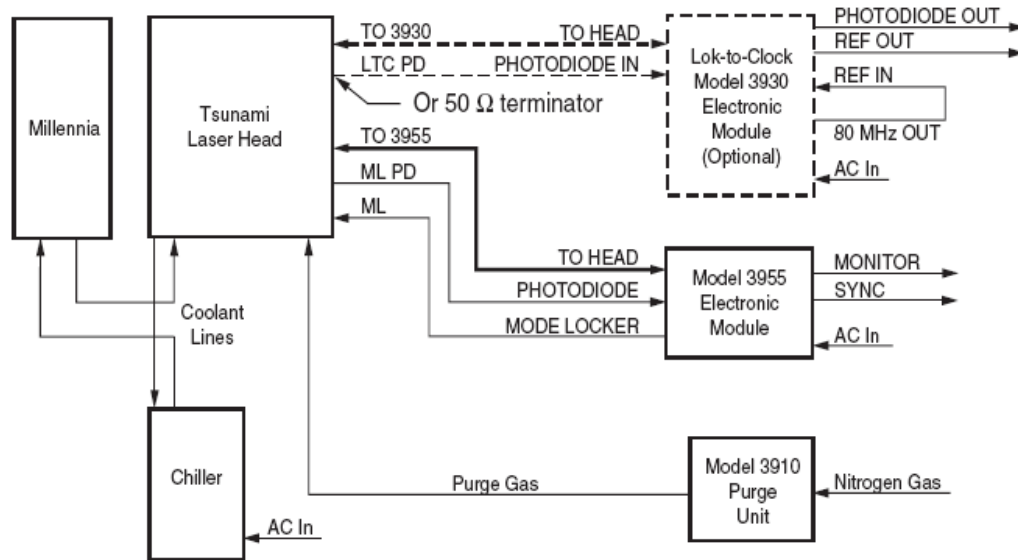 Millennia
Tsunami
Laser Head
TO 3930
TO HEAD
LTC PD
PHOTODIODE IN
Or 50 Ω terminator
TO 3955
ML PD
ML
Lok-to-Clock
Model 3930
Electronic
Module
(Optional)
PHOTODIODE OUT
REF OUT
REF IN
80 MHz OUT
AC In
TO HEAD
PHOTODIODE
MODE LOCKER
Model 3955
Electronic
Module
MONITOR
SYNC
AC In
Coolant
Lines
Chiller
AC In
Purge Gas
Model 3910
Purge
Unit
Nitrogen Gas